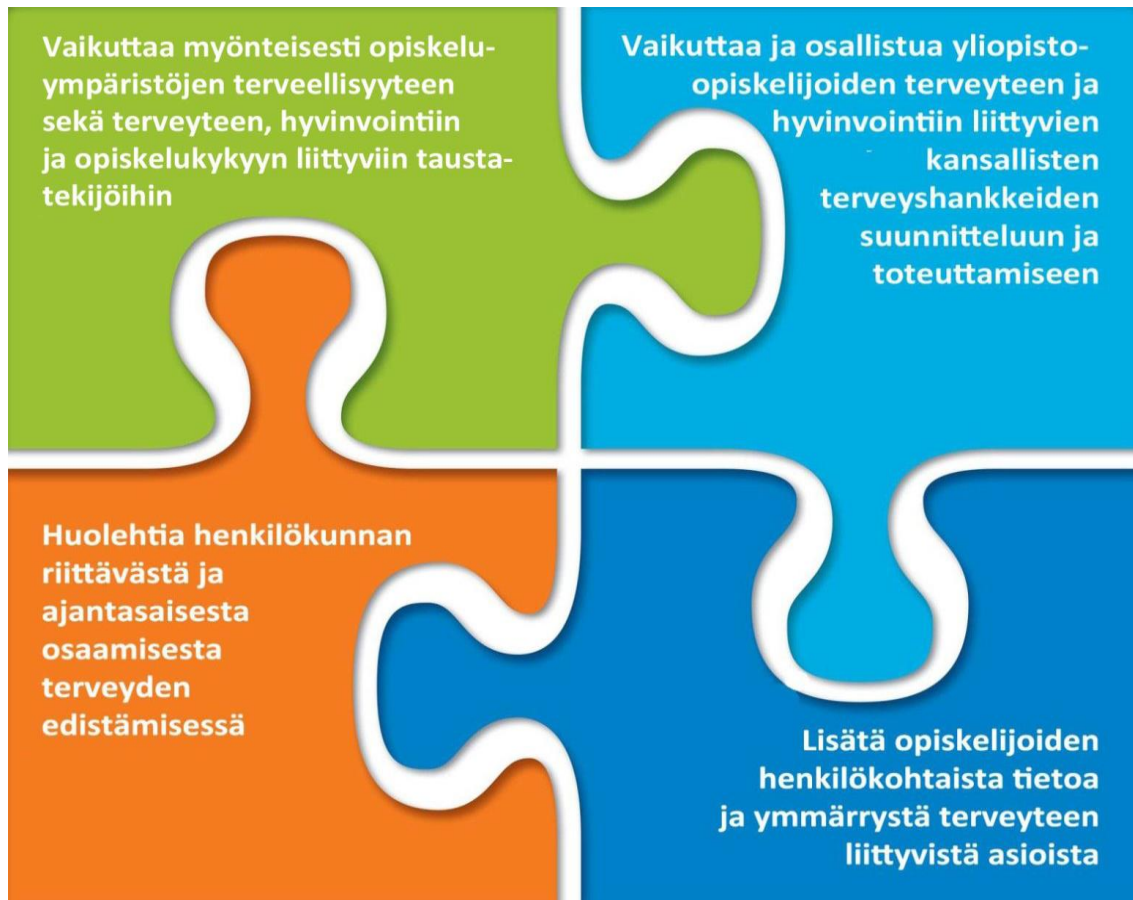 Vaikuttaa myönteisesti opiskelu-
ympäristöjen terveellisyyteen
sekä terveyteen, hyvinvointiin
ja opiskelukykyyn liittyviin tausta-
tekijöihin
Vaikuttaa ja osallistua yliopisto-
opiskelijoiden terveyteen ja
hyvinvointiin liittyvien
kansallisten
terveyshankkeiden
suunnitteluun ja
toteuttamiseen
Huolehtia henkilökunnan
riittävästä ja
ajantasaisesta
osaamisesta
terveyden
edistämisessä
Lisätä opiskelijoiden
henkilökohtaista tietoa
ja ymmärrystä terveyteen
liittyvistä asioista